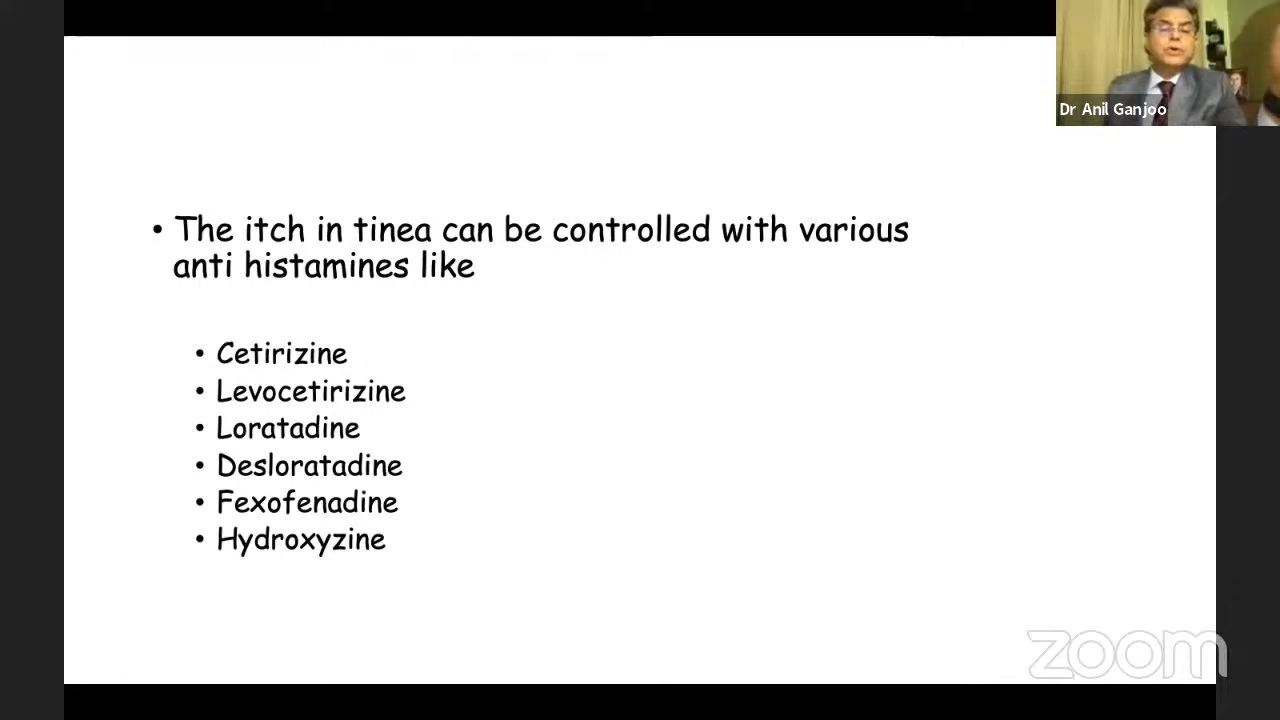 Dr Anil Ganjoo
• The itch in tinea can be controlled with various
anti histamines like
• Cetirizine
• Levocetirizine
• Loratadine
• Desloratadine
• Fexofenadine
• Hydroxyzine
zoom